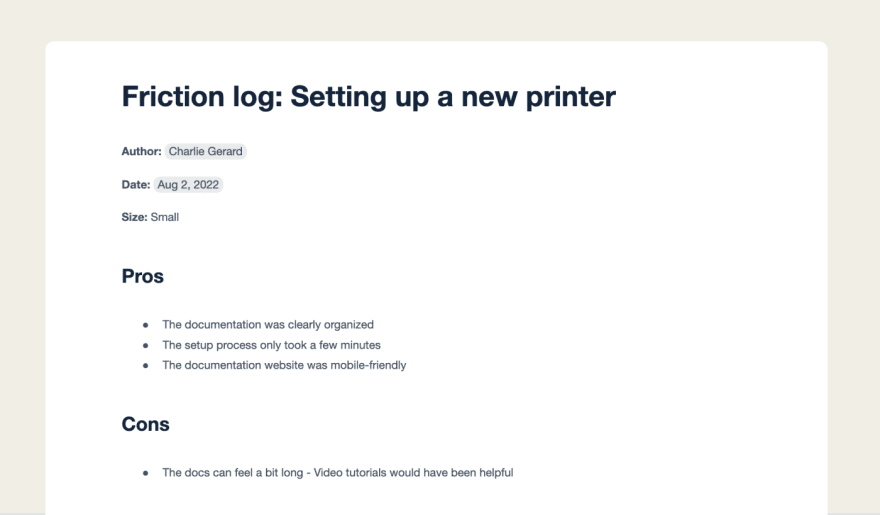 Friction log: Setting up a new printer
Author: Charlie Gerard
Date: Aug 2, 2022
Size: Small
Pros
● The documentation was clearly organized
● The setup process only took a few minutes
● The documentation website was mobile-friendly
Cons
● The docs can feel a bit long - Video tutorials would have been helpful